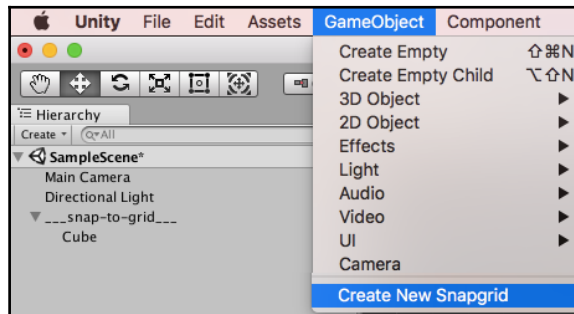 Unity File Edit Assets GameObject Component
Create Empty ⇧⌘N
Create Empty Child ⌥⇧N
3D Object
2D Object
Effects
Light
Audio
Video
UI
Camera
Create New Snapgrid
Hierarchy
Create All
SampleScene*
Main Camera
Directional Light
___snap-to-grid___
Cube